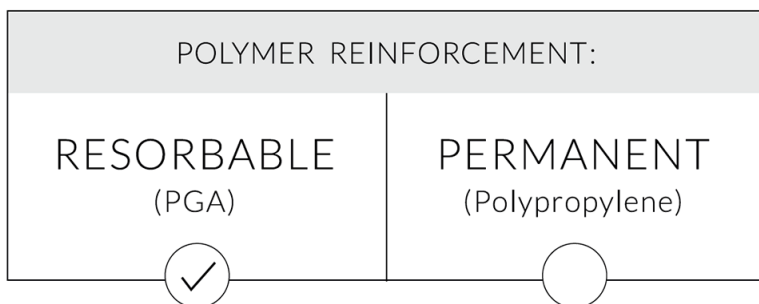 POLYMER REINFORCEMENT:
RESORBABLE
(PGA)
PERMANENT
(Polypropylene)